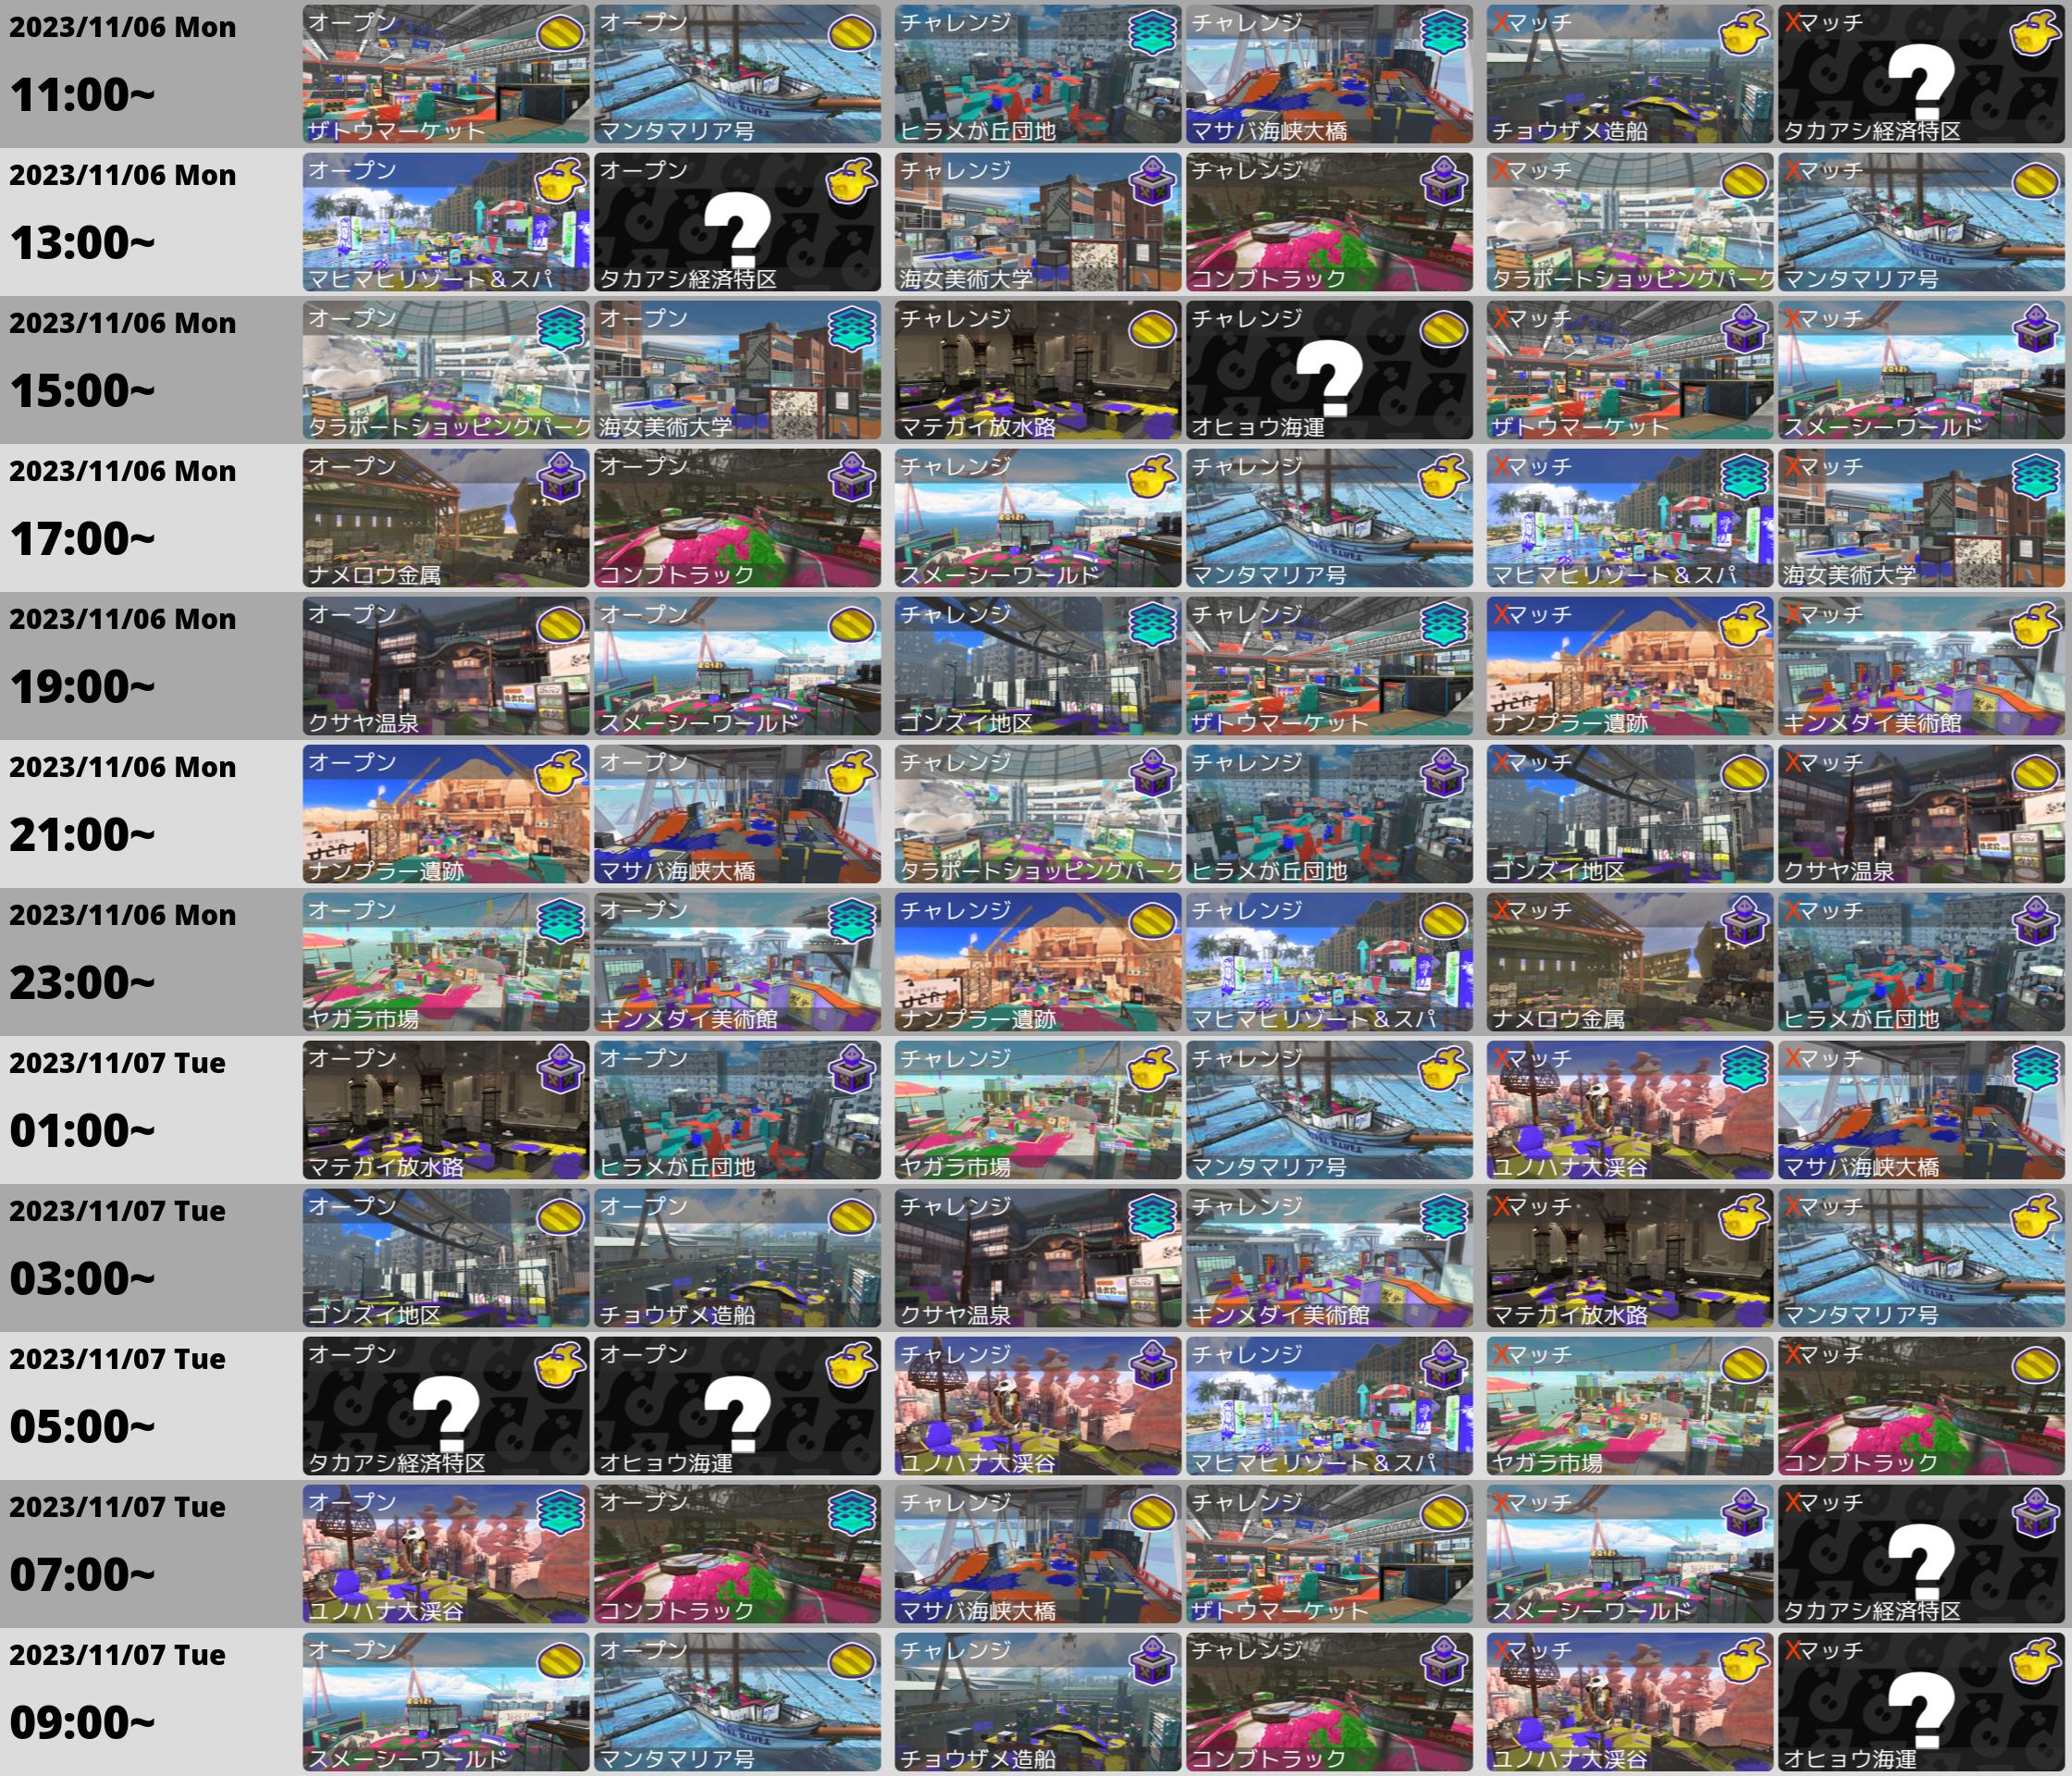 2023/11/06 Mon
11:00~
オープン
ザトウマーケット
オープン
マンタマリア号
チャレンジ
ヒラメが丘団地
チャレンジ
マサバ海峡大橋
Xマッチ
チョウザメ造船
Xマッチ
?
タカアシ経済特区
2023/11/06 Mon
13:00~
オープン
マヒマヒリゾート&スパ
オープン
?
タカアシ経済特区
チャレンジ
海女美術大学
チャレンジ
コンブトラック
Xマッチ
タラポートショッピングパーク
Xマッチ
マンタマリア号
2023/11/06 Mon
15:00~
オープン
タラポートショッピングパーク
オープン
海女美術大学
チャレンジ
マテガイ放水路
チャレンジ
?
オヒョウ海運
Xマッチ
ザトウマーケット
Xマッチ
スメーシーワールド
2023/11/06 Mon
17:00~
オープン
ナメロウ金属
オープン
コンブトラック
チャレンジ
スメーシーワールド
チャレンジ
マンタマリア号
Xマッチ
マヒマヒリゾート&スパ
Xマッチ
海女美術大学
2023/11/06 Mon
19:00~
オープン
クサヤ温泉
オープン
スメーシーワールド
チャレンジ
ゴンズイ地区
チャレンジ
ザトウマーケット
Xマッチ
ナンプラー遺跡
Xマッチ
キンメダイ美術館
2023/11/06 Mon
21:00~
オープン
ナンプラー遺跡
オープン
マサバ海峡大橋
チャレンジ
タラポートショッピングパーク
チャレンジ
ヒラメが丘団地
Xマッチ
ゴンズイ地区
Xマッチ
クサヤ温泉
2023/11/06 Mon
23:00~
オープン
ヤガラ市場
オープン
キンメダイ美術館
チャレンジ
ナンプラー遺跡
チャレンジ
マヒマヒリゾート&スパ
Xマッチ
ナメロウ金属
Xマッチ
ヒラメが丘団地
2023/11/07 Tue
01:00~
オープン
マテガイ放水路
オープン
ヒラメが丘団地
チャレンジ
ヤガラ市場
チャレンジ
マンタマリア号
Xマッチ
ユノハナ大渓谷
Xマッチ
マサバ海峡大橋
2023/11/07 Tue
03:00~
オープン
ゴンズイ地区
オープン
チョウザメ造船
チャレンジ
クサヤ温泉
チャレンジ
キンメダイ美術館
Xマッチ
マテガイ放水路
Xマッチ
マンタマリア号
2023/11/07 Tue
05:00~
オープン
?
タカアシ経済特区
オープン
?
オヒョウ海運
チャレンジ
ユノハナ大渓谷
チャレンジ
マヒマヒリゾート&スパ
Xマッチ
ヤガラ市場
Xマッチ
コンブトラック
2023/11/07 Tue
07:00~
オープン
ユノハナ大渓谷
オープン
コンブトラック
チャレンジ
マサバ海峡大橋
チャレンジ
ザトウマーケット
Xマッチ
スメーシーワールド
Xマッチ
?
タカアシ経済特区
2023/11/07 Tue
09:00~
オープン
スメーシーワールド
オープン
マンタマリア号
チャレンジ
チョウザメ造船
チャレンジ
コンブトラック
Xマッチ
ユノハナ大渓谷
Xマッチ
?
オヒョウ海運